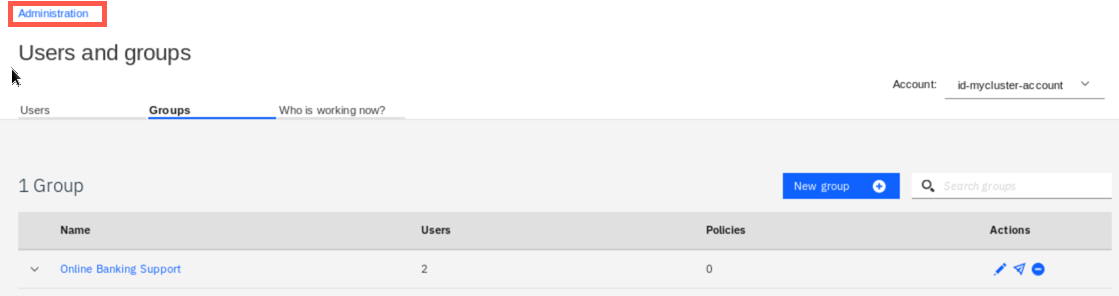 Administration
Users and groups
Account: id-mycluster-account
Users Groups Who is working now?
1 Group
New group Search groups
Name Users Policies Actions
Online Banking Support 2 0